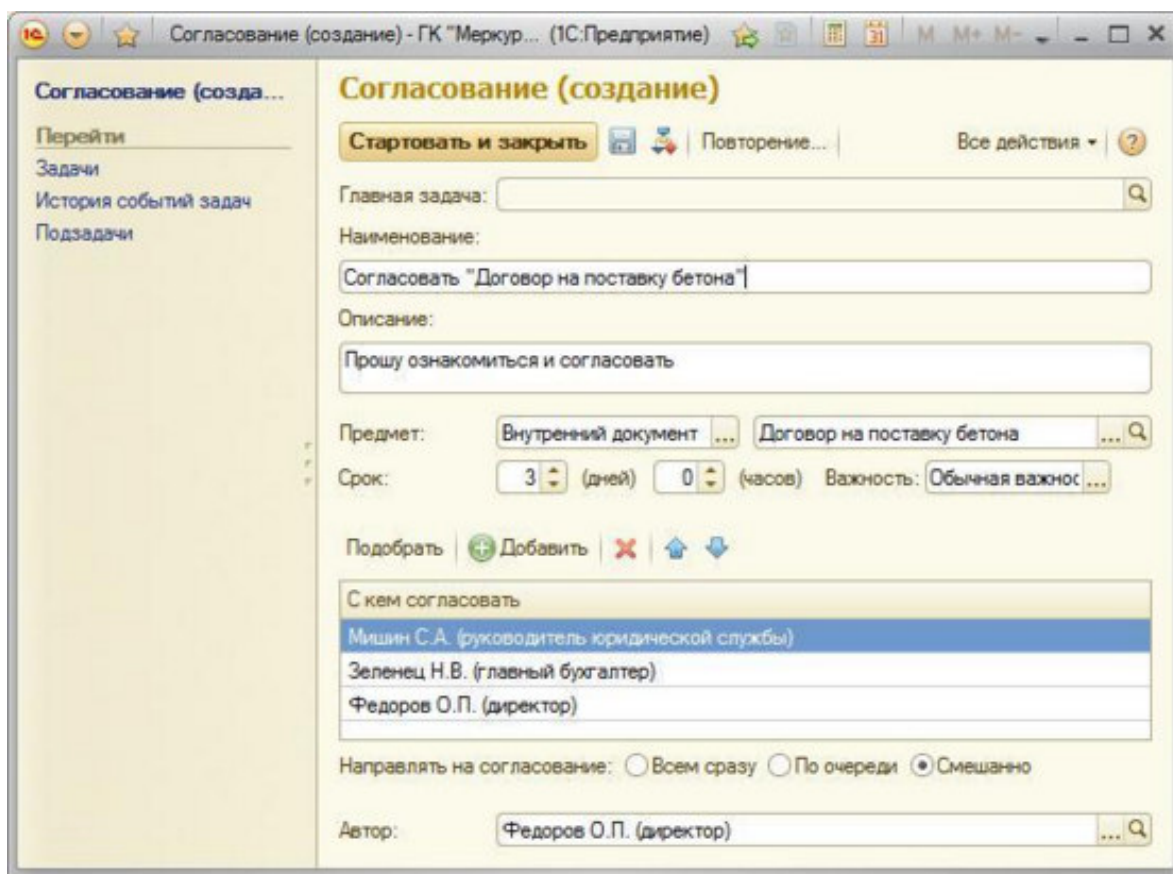 Согласование (создание) - ГК "Меркур... (1С:Предприятие) 31 M M+ M-
Согласование (созда...
Перейти
Задачи
История событий задач
Подзадачи
Согласование (создание)
Стартовать и закрыть Повторение... Все действия ?
Главная задача:
Наименование:
Согласовать "Договор на поставку бетона"
Описание:
Прошу ознакомиться и согласовать
Предмет: Внутренний документ ... Договор на поставку бетона ...
Срок: 3 (дней) 0 (часов) Важность: Обычная важнос ...
Подобрать Добавить
С кем согласовать
Мишин С.А. (руководитель юридической службы)
Зеленец Н.В. (главный бухгалтер)
Федоров О.П. (директор)
Направлять на согласование: Всем сразу По очереди Смешанно
Автор: Федоров О.П. (директор) ...